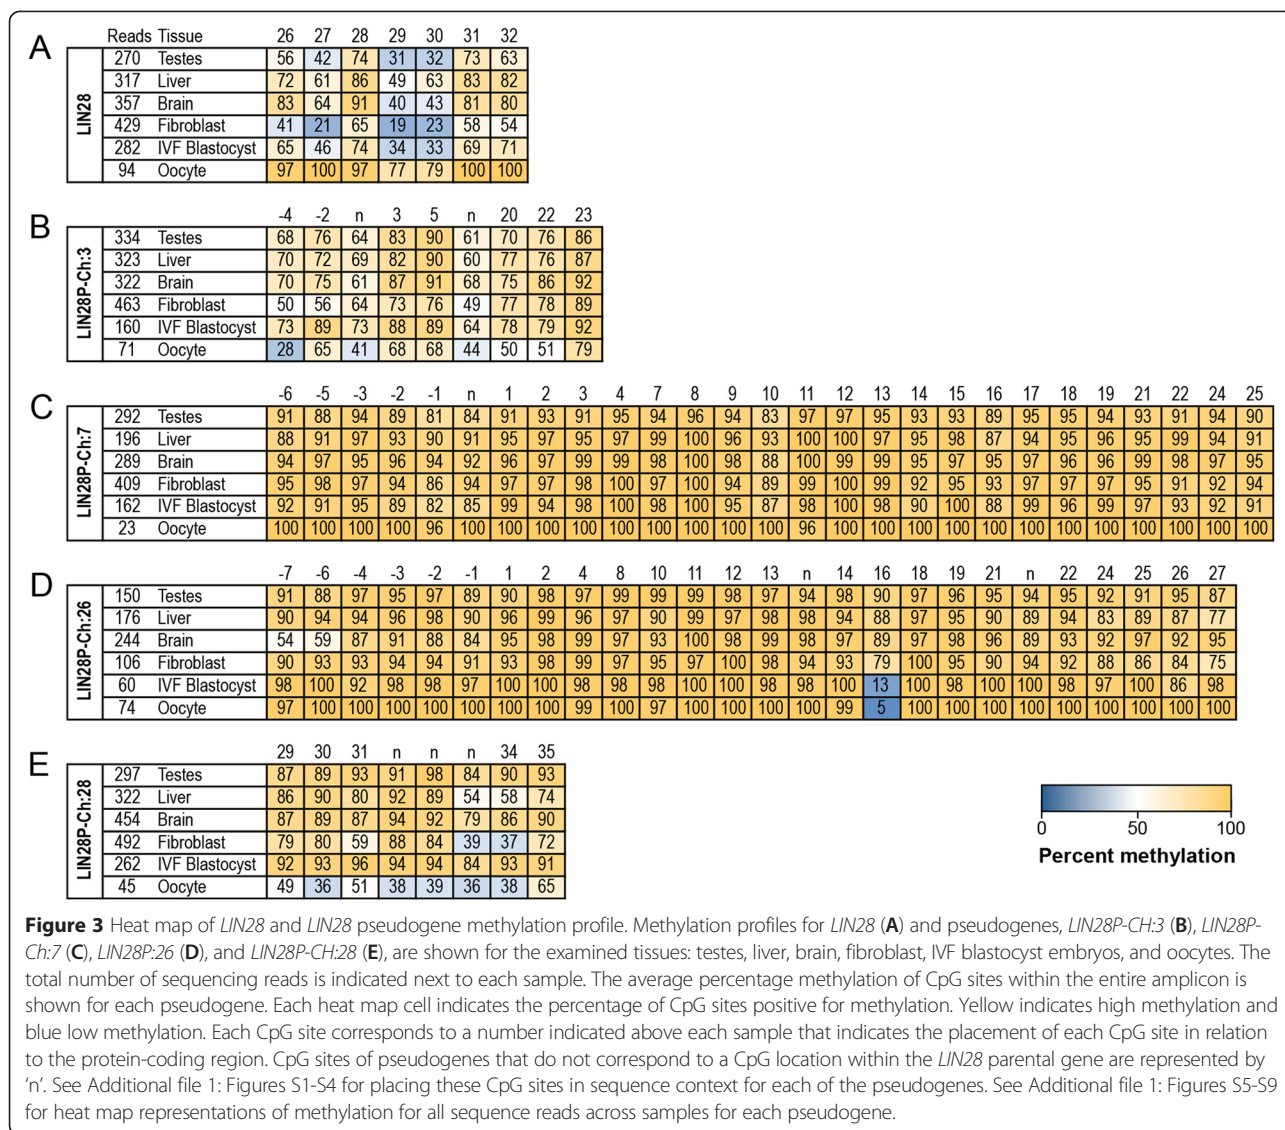 A
Reads Tissue 26 27 28 29 30 31 32
LIN28
270 Testes 56 42 74 31 32 73 63
317 Liver 72 61 86 49 63 83 82
357 Brain 83 64 91 40 43 81 80
429 Fibroblast 41 21 65 19 23 58 54
282 IVF Blastocyst 65 46 74 34 33 69 71
94 Oocyte 97 100 97 77 79 100 100
B
-4 -2 n 3 5 n 20 22 23
LIN28P-Ch:3
334 Testes 68 76 64 83 90 61 70 76 86
323 Liver 70 72 69 82 90 60 77 76 87
322 Brain 70 75 61 87 91 68 75 86 92
463 Fibroblast 50 56 64 73 76 49 77 78 89
160 IVF Blastocyst 73 89 73 88 89 64 78 79 92
71 Oocyte 28 65 41 68 68 44 50 51 79
C
-6 -5 -3 -2 -1 n 1 2 3 4 7 8 9 10 11 12 13 14 15 16 17 18 19 21 22 24 25
LIN28P-Ch:7
292 Testes 91 88 94 89 81 84 91 93 91 95 94 96 94 83 97 97 95 93 93 89 95 95 94 93 91 94 90
196 Liver 88 91 97 93 90 91 95 97 95 97 99 100 96 93 100 100 97 95 98 87 94 95 96 95 99 94 91
289 Brain 94 97 95 96 94 92 96 97 99 99 98 100 98 88 100 99 99 95 97 95 97 96 96 99 98 97 95
409 Fibroblast 95 98 97 94 86 94 97 97 98 100 97 100 94 89 99 100 99 92 95 93 97 97 97 95 91 92 94
162 IVF Blastocyst 92 91 95 89 82 85 99 94 98 100 98 100 95 87 98 100 98 90 100 88 99 96 99 97 93 92 91
23 Oocyte 100 100 100 100 96 100 100 100 100 100 100 100 100 100 96 100 100 100 100 100 100 100 100 100 100 100 100
D
-7 -6 -4 -3 -2 -1 1 2 4 8 10 11 12 13 n 14 16 18 19 21 n 22 24 25 26 27
LIN28P-Ch:26
150 Testes 91 88 97 95 97 89 90 98 97 99 99 99 98 97 94 98 90 97 96 95 94 95 92 91 95 87
176 Liver 90 94 94 96 98 90 96 99 96 97 90 99 97 98 98 94 88 97 95 90 89 94 83 89 87 77
244 Brain 54 59 87 91 88 84 95 98 99 97 93 100 98 99 98 97 89 97 98 96 89 93 92 97 92 95
106 Fibroblast 90 93 93 94 94 91 93 98 99 97 95 97 100 98 94 93 79 100 95 90 94 92 88 86 84 75
60 IVF Blastocyst 98 100 92 98 98 97 100 100 98 98 98 100 100 98 98 100 13 100 98 100 100 98 97 100 86 98
74 Oocyte 97 100 100 100 100 100 100 100 99 100 97 100 100 100 100 99 5 100 100 100 100 100 100 100 100 100
E
29 30 31 n n n 34 35
LIN28P-Ch:28
297 Testes 87 89 93 91 98 84 90 93
322 Liver 86 90 80 92 89 54 58 74
454 Brain 87 89 87 94 92 79 86 90
492 Fibroblast 79 80 59 88 84 39 37 72
262 IVF Blastocyst 92 93 96 94 94 84 93 91
45 Oocyte 49 36 51 38 39 36 38 65
0 50 100
Percent methylation
Figure 3 Heat map of LIN28 and LIN28 pseudogene methylation profile. Methylation profiles for LIN28 (A) and pseudogenes, LIN28P-CH:3 (B), LIN28P-
Ch:7 (C), LIN28P:26 (D), and LIN28P-CH:28 (E), are shown for the examined tissues: testes, liver, brain, fibroblast, IVF blastocyst embryos, and oocytes. The
total number of sequencing reads is indicated next to each sample. The average percentage methylation of CpG sites within the entire amplicon is
shown for each pseudogene. Each heat map cell indicates the percentage of CpG sites positive for methylation. Yellow indicates high methylation and
blue low methylation. Each CpG site corresponds to a number indicated above each sample that indicates the placement of each CpG site in relation
to the protein-coding region. CpG sites of pseudogenes that do not correspond to a CpG location within the LIN28 parental gene are represented by
‘n’. See Additional file 1: Figures S1-S4 for placing these CpG sites in sequence context for each of the pseudogenes. See Additional file 1: Figures S5-S9
for heat map representations of methylation for all sequence reads across samples for each pseudogene.